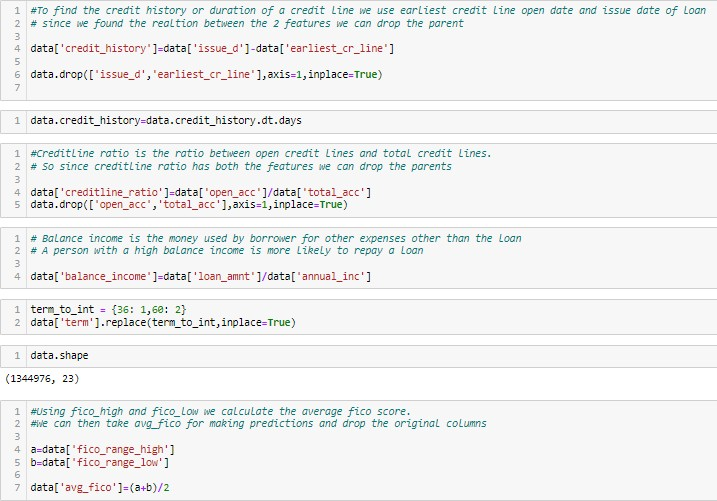 1 #To find the credit history or duration of a credit line we use earliest credit line open date and issue date of loan
2 # since we found the realtion between the 2 features we can drop the parent
3
4 data['credit_history']=data['issue_d']-data['earliest_cr_line']
5
6 data.drop(['issue_d','earliest_cr_line'],axis=1,inplace=True)
7
1 data.credit_history=data.credit_history.dt.days
1 #Creditline ratio is the ratio between open credit lines and total credit lines.
2 # So since creditline ratio has both the features we can drop the parents
3
4 data['creditline_ratio']=data['open_acc']/data['total_acc']
5 data.drop(['open_acc','total_acc'],axis=1,inplace=True)
1 # Balance income is the money used by borrower for other expenses other than the loan
2 # A person with a high balance income is more likely to repay a loan
3
4 data['balance_income']=data['loan_amnt']/data['annual_inc']
1 term_to_int = {36: 1,60: 2}
2 data['term'].replace(term_to_int,inplace=True)
1 data.shape
(1344976, 23)
1 #Using fico_high and fico_low we calculate the average fico score.
2 #We can then take avg_fico for making predictions and drop the original columns
3
4 a=data['fico_range_high']
5 b=data['fico_range_low']
6
7 data['avg_fico']=(a+b)/2